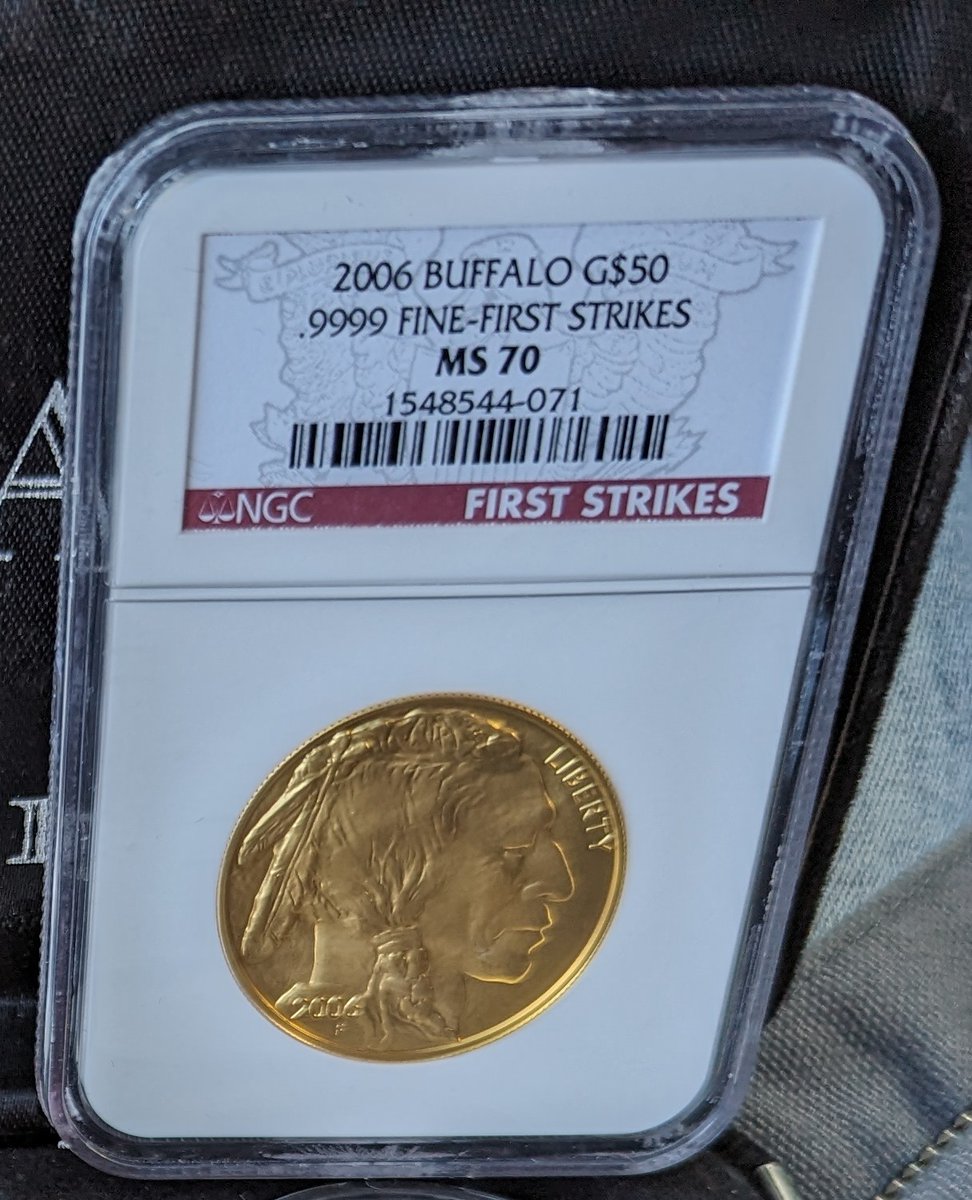 2006 BUFFALO G$50
.9999 FINE-FIRST STRIKES
MS 70
1548544-071
NGC FIRST STRIKES
LIBERTY
2006
F